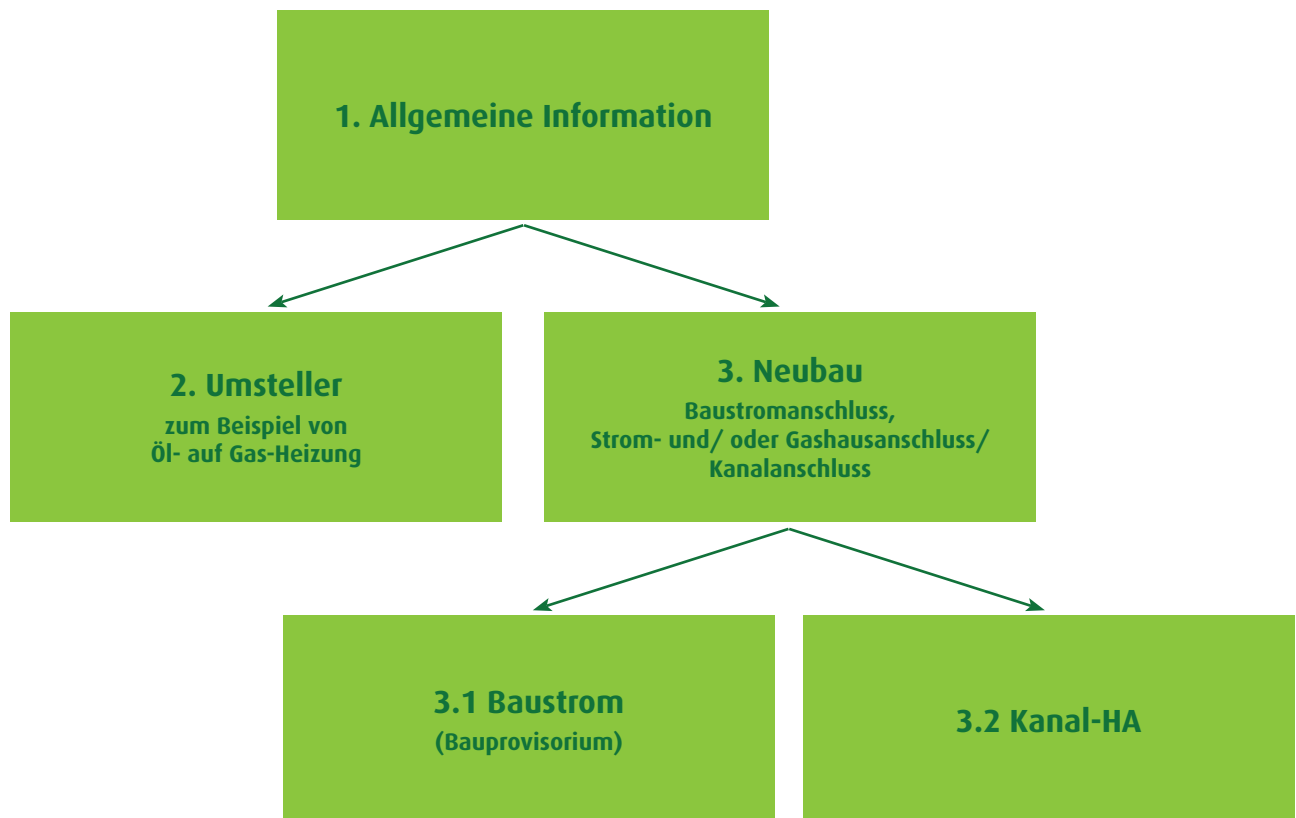 1. Allgemeine Information
2. Umsteller
zum Beispiel von
Öl- auf Gas-Heizung
3. Neubau
Baustromanschluss,
Strom- und/ oder Gashausanschluss/
Kanalanschluss
3.1 Baustrom
(Bauprovisorium)
3.2 Kanal-HA